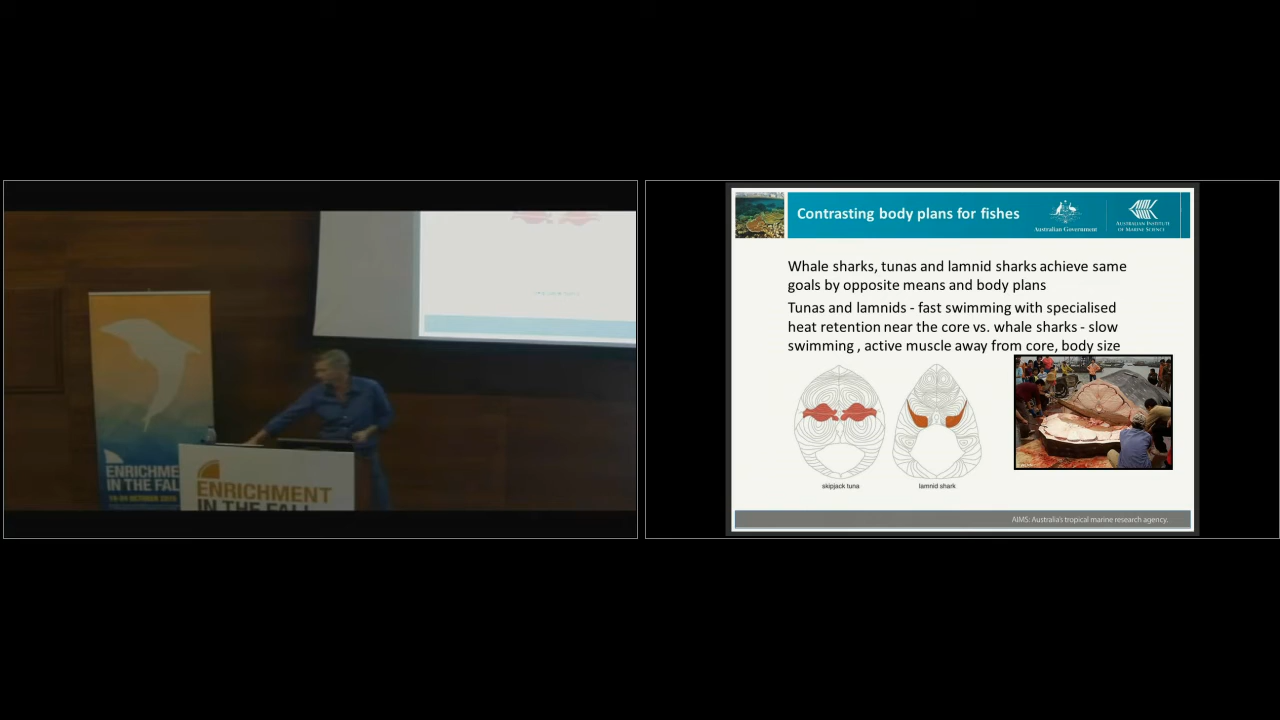 ENRICHME
IN THE FAL
ENRICHMENT
IN THE FALL
Contrasting body plans for fishes
Australian Government
AUSTRALIAN INSTITUTE
OF MARINE SCIENCE
Whale sharks, tunas and lamnid sharks achieve same
goals by opposite means and body plans
Tunas and lamnids - fast swimming with specialised
heat retention near the core vs. whale sharks - slow
swimming , active muscle away from core, body size
skipjack tuna
lamnid shark
AIMS: Australia's tropical marine research agency.